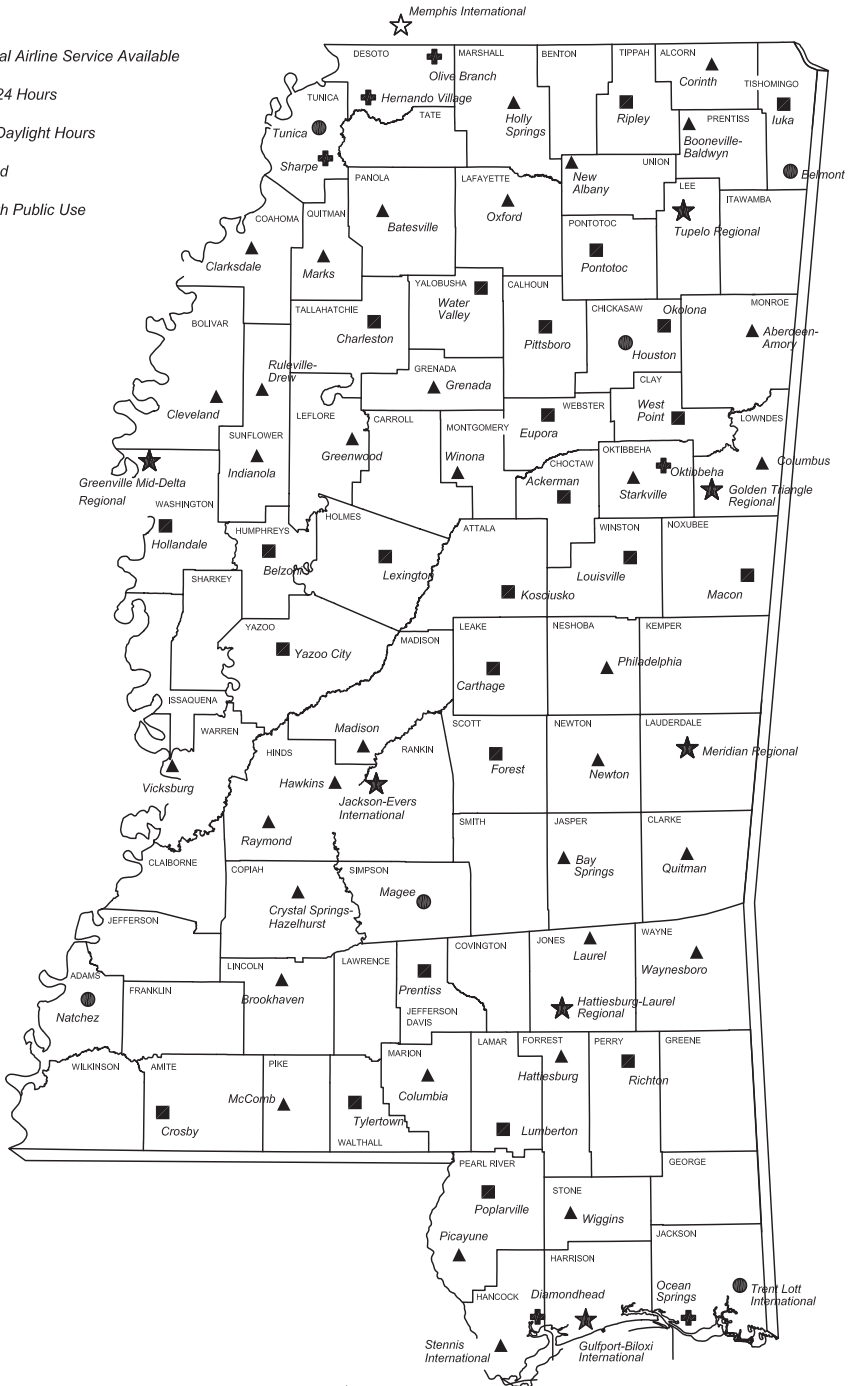 Memphis International
al Airline Service Available
24 Hours
Daylight Hours
d
h Public Use
DESOTO
MARSHALL
BENTON
TIPPAH
ALCORN
Olive Branch
Corinth
TISHOMINGO
TUNICA
Hernando Village
TATE
Holly
Springs
Ripley
PRENTISS
Iuka
Tunica
Booneville-
Baldwyn
Sharpe
UNION
New
Albany
Belmont
PANOLA
LAFAYETTE
LEE
ITAWAMBA
COAHOMA
QUITMAN
Batesville
Oxford
PONTOTOC
Tupelo Regional
Clarksdale
Marks
Pontotoc
YALOBUSHA
CALHOUN
BOLIVAR
TALLAHATCHIE
Water
Valley
CHICKASAW
Okolona
MONROE
Charleston
Pittsboro
Houston
Aberdeen-
Amory
Ruleville-
Drew
GRENADA
Grenada
CLAY
Cleveland
LEFLORE
CARROLL
WEBSTER
West
Point
LOWNDES
SUNFLOWER
MONTGOMERY
Eupora
Greenwood
Winona
CHOCTAW
OKTIBBEHA
Oktibbeha
Columbus
Indianola
Ackerman
Starkville
Greenville Mid-Delta
Regional
Golden Triangle
Regional
WASHINGTON
HOLMES
Hollandale
HUMPHREYS
ATTALA
WINSTON
NOXUBEE
Belzoni
Lexington
Louisville
SHARKEY
Kosciusko
Macon
YAZOO
MADISON
LEAKE
NESHOBA
KEMPER
Yazoo City
Philadelphia
Carthage
ISSAQUENA
WARREN
Madison
RANKIN
SCOTT
NEWTON
LAUDERDALE
HINDS
Meridian Regional
Vicksburg
Hawkins
Forest
Newton
Jackson-Evers
International
Raymond
SMITH
JASPER
CLARKE
CLAIBORNE
COPIAH
SIMPSON
Bay
Springs
Quitman
Magee
Crystal Springs-
Hazelhurst
JEFFERSON
LINCOLN
LAWRENCE
COVINGTON
JONES
WAYNE
Laurel
Waynesboro
ADAMS
FRANKLIN
Brookhaven
Prentiss
Natchez
JEFFERSON
DAVIS
Hattiesburg-Laurel
Regional
WILKINSON
AMITE
PIKE
MARION
LAMAR
FORREST
PERRY
GREENE
Hattiesburg
Richton
McComb
Columbia
Crosby
Tylertown
Lumberton
WALTHALL
PEARL RIVER
GEORGE
Poplarville
STONE
Wiggins
Picayune
HARRISON
JACKSON
HANCOCK
Diamondhead
Ocean
Springs
Trent Lott
International
Stennis
International
Gulfport-Biloxi
International